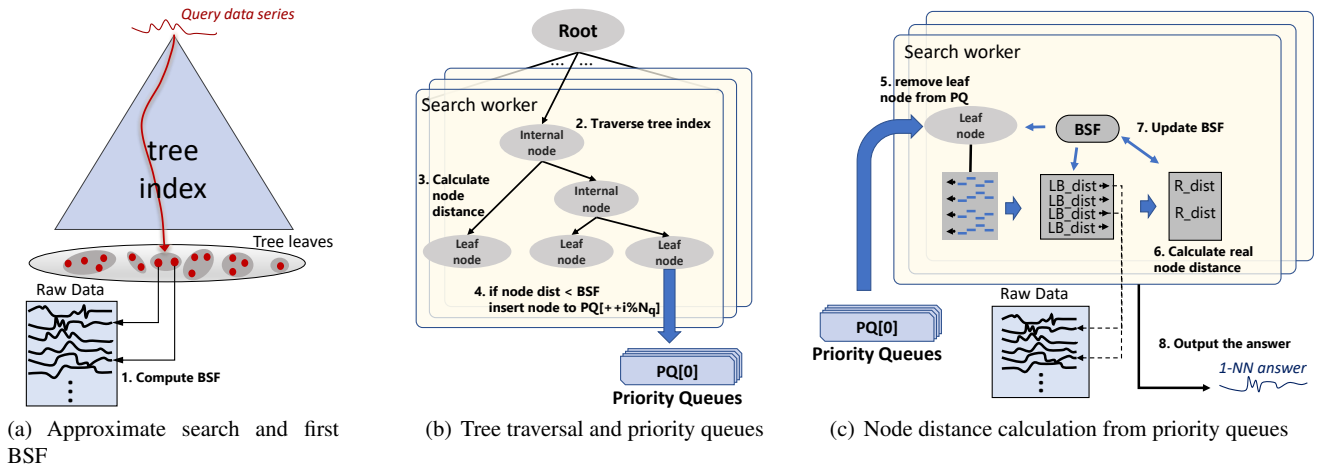 Query data series
tree
index
Tree leaves
Raw Data
1. Compute BSF
(a) Approximate search and first
BSF
Root
... ...
Search worker
2. Traverse tree index
Internal
node
3. Calculate
node
distance
Internal
node
Leaf
node
Leaf
node
Leaf
node
4. if node dist < BSF
insert node to PQ[++i%Nq]
PQ[0]
Priority Queues
(b) Tree traversal and priority queues
Search worker
5. remove leaf
node from PQ
Leaf
node
BSF
7. Update BSF
LB_dist
LB_dist
LB_dist
LB_dist
R_dist
R_dist
6. Calculate real
node distance
PQ[0]
Priority Queues
Raw Data
8. Output the answer
1-NN answer
(c) Node distance calculation from priority queues